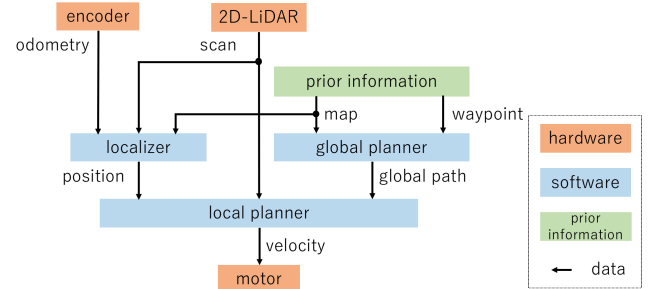 encoder
2D-LiDAR
odometry
scan
prior information
map
waypoint
localizer
global planner
position
global path
local planner
velocity
motor
hardware
software
prior
information
data